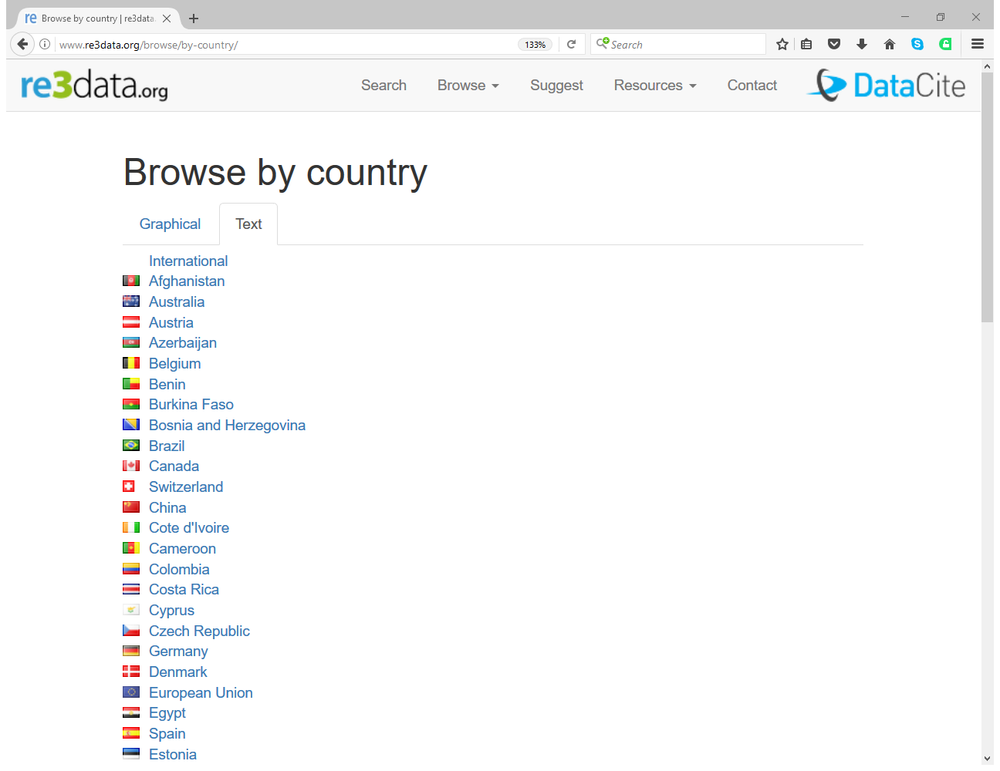 re Browse by country | re3data.
www.re3data.org/browse/by-country/ 133% Search
re3data.org Search Browse Suggest Resources Contact DataCite
Browse by country
Graphical Text
International
Afghanistan
Australia
Austria
Azerbaijan
Belgium
Benin
Burkina Faso
Bosnia and Herzegovina
Brazil
Canada
Switzerland
China
Cote d'Ivoire
Cameroon
Colombia
Costa Rica
Cyprus
Czech Republic
Germany
Denmark
European Union
Egypt
Spain
Estonia